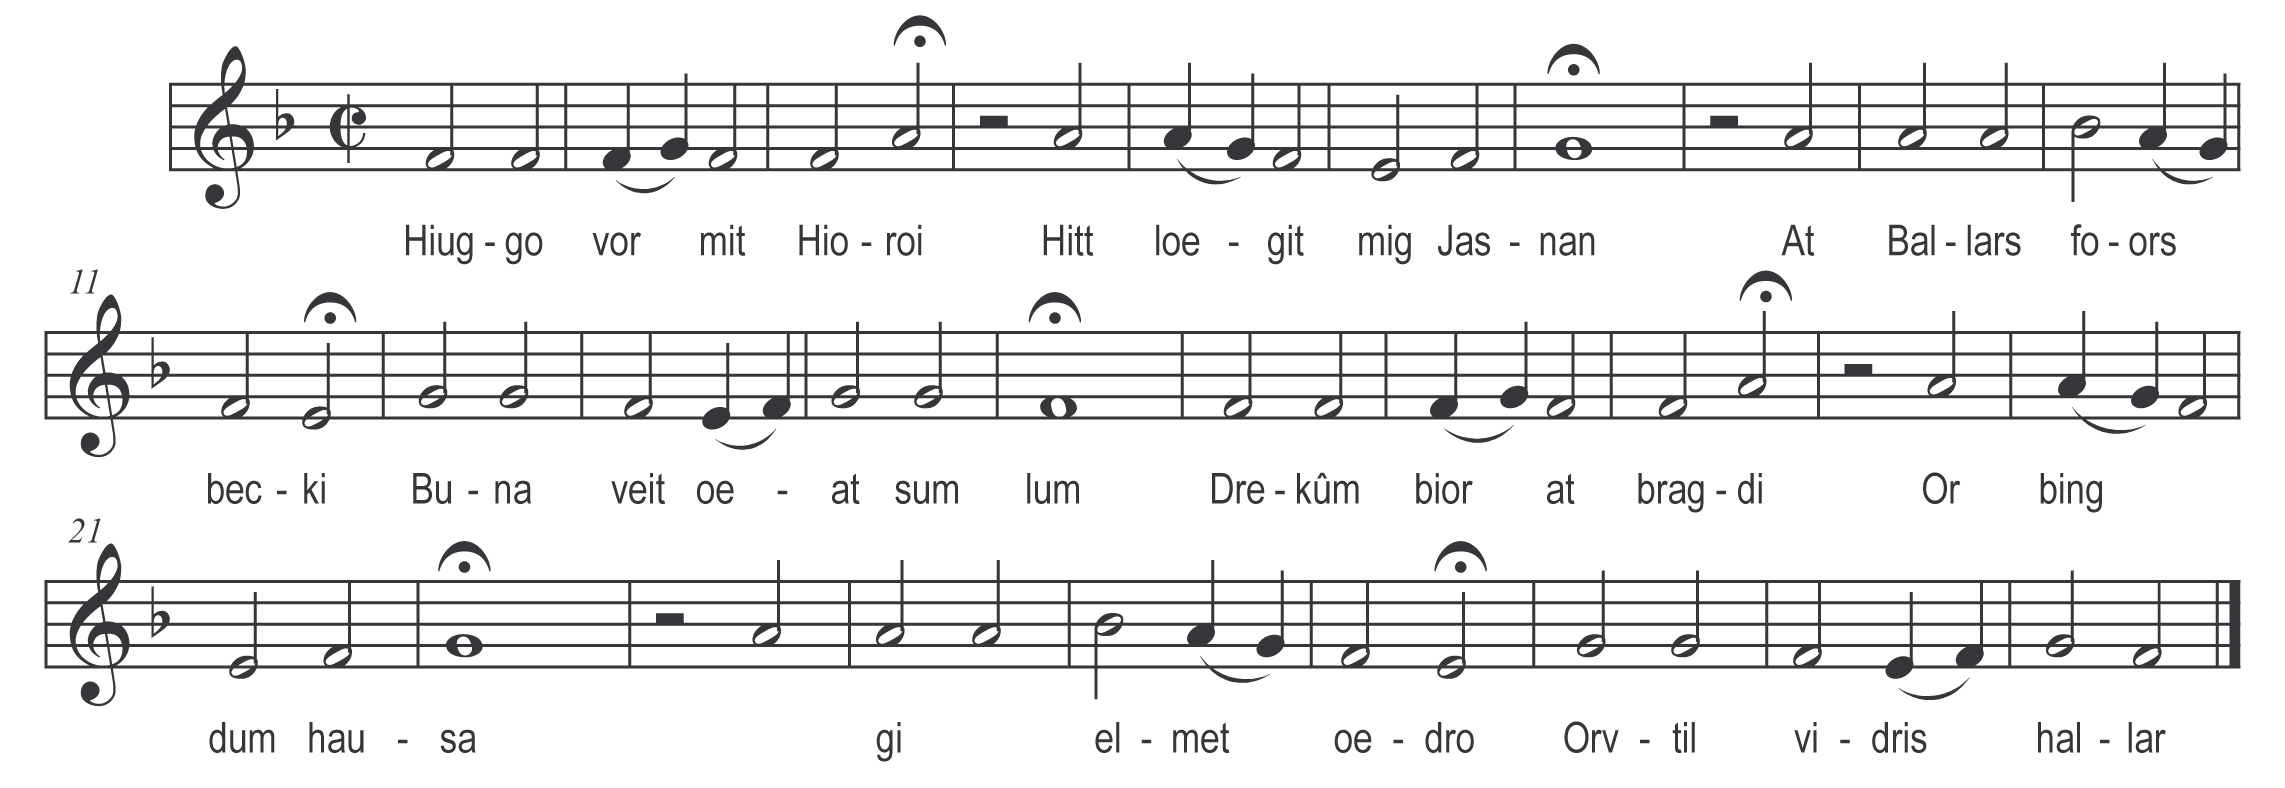 Hiug - go vor mit Hio - roi Hitt loe - git mig Jas - nan At Bal - lars fo - ors
11
bec - ki Bu - na veit oe - at sum lum Dre - kûm bior at brag - di Or bing
21
dum hau - sa gi el - met oe - dro Orv - til vi - dris hal - lar